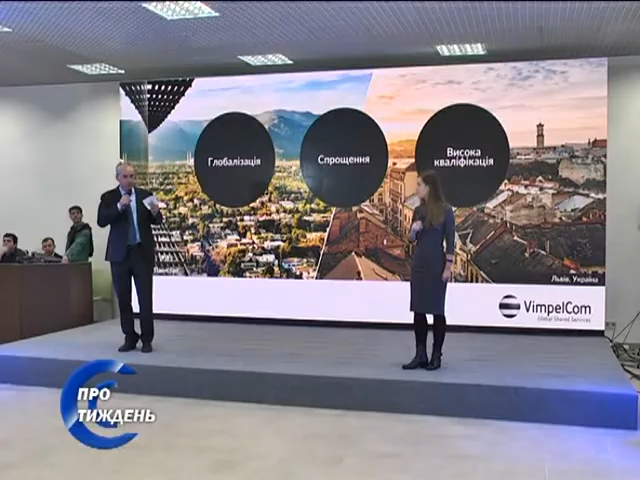 Глобалізація
Спрощення
Висока
кваліфікація
Львів, Україна
VimpelCom
Global Shared Services
ПРО
ТИЖДЕНЬ